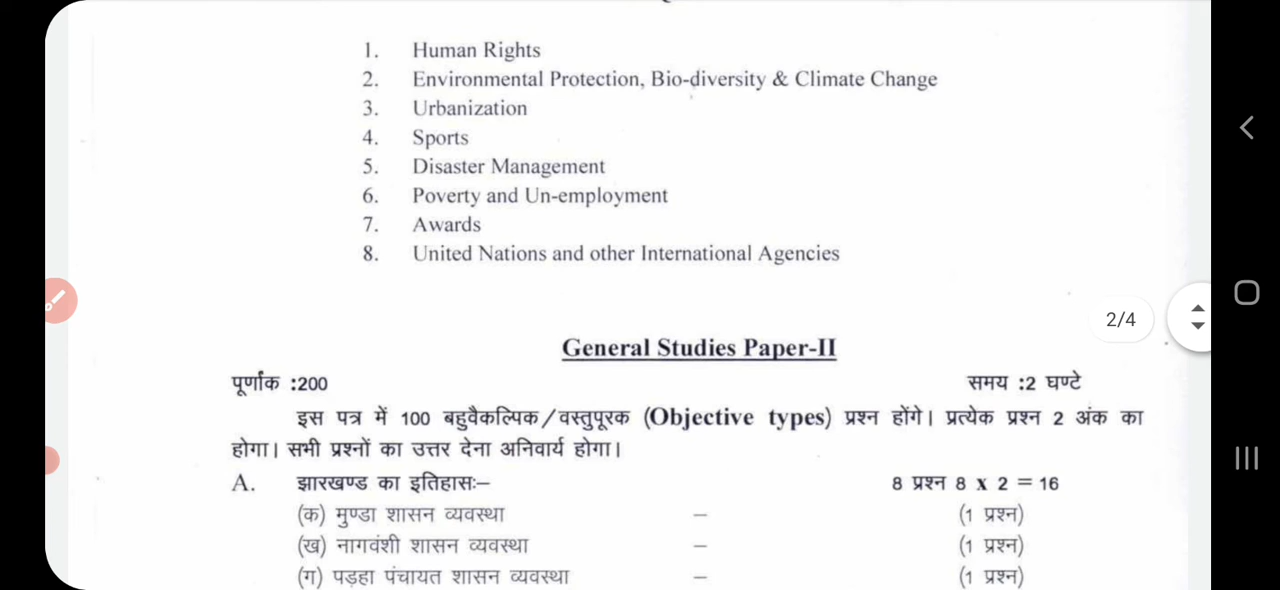 1. Human Rights
2. Environmental Protection, Bio-diversity & Climate Change
3. Urbanization
4. Sports
5. Disaster Management
6. Poverty and Un-employment
7. Awards
8. United Nations and other International Agencies
2/4
General Studies Paper-II
पूर्णांक :200 समय :2 घण्टे
इस पत्र में 100 बहुवैकल्पिक/वस्तुपूरक (Objective types) प्रश्न होंगे। प्रत्येक प्रश्न 2 अंक का
होगा। सभी प्रश्नों का उत्तर देना अनिवार्य होगा।
A. झारखण्ड का इतिहासः– 8 प्रश्न 8 x 2 = 16
(क) मुण्डा शासन व्यवस्था – (1 प्रश्न)
(ख) नागवंशी शासन व्यवस्था – (1 प्रश्न)
(ग) पड़हा पंचायत शासन व्यवस्था – (1 प्रश्न)